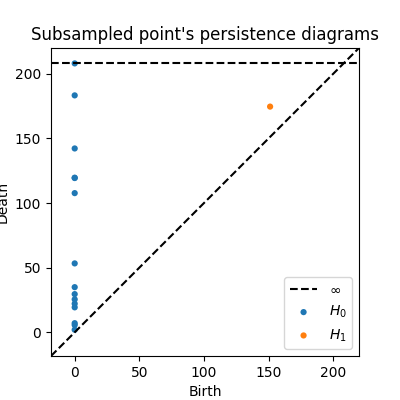 Subsampled point's persistence diagrams
200
150
100
50
0
Death
0 50 100 150 200
Birth
∞
H₀
H₁